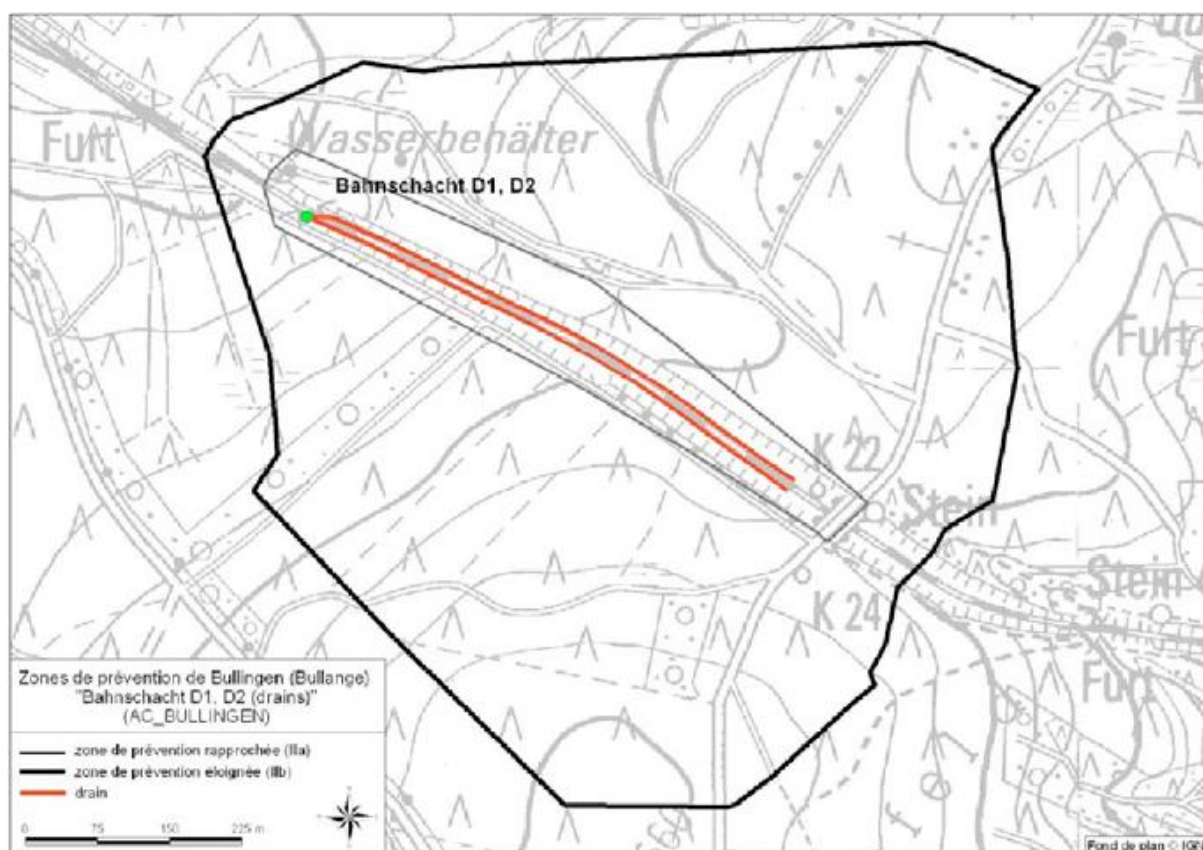 Furt
Wasserbehälter
Bahnschacht D1, D2
Furt
K 22
Stein
Stein
K 24
Furt
Zones de prévention de Bullingen (Bullange)
"Bahnschacht D1, D2 (drains)"
(AC_BULLINGEN)
zone de prévention rapprochée (IIa)
zone de prévention éloignée (IIb)
drain
0 75 150 225 m
Fond de plan © IGN